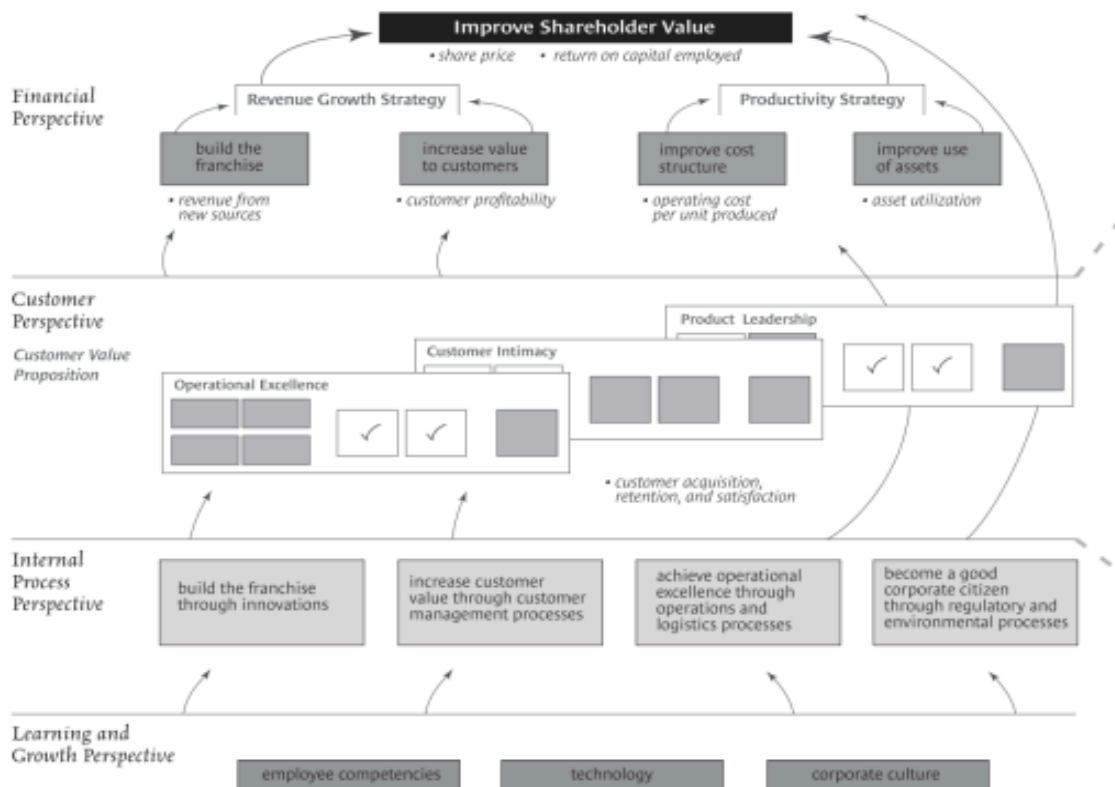 Improve Shareholder Value
• share price • return on capital employed
Financial
Perspective
Revenue Growth Strategy
Productivity Strategy
build the
franchise
increase value
to customers
improve cost
structure
improve use
of assets
• revenue from
new sources
• customer profitability
• operating cost
per unit produced
• asset utilization
Customer
Perspective
Customer Value
Proposition
Product Leadership
Customer Intimacy
Operational Excellence
• customer acquisition,
retention, and satisfaction
Internal
Process
Perspective
build the franchise
through innovations
increase customer
value through customer
management processes
achieve operational
excellence through
operations and
logistics processes
become a good
corporate citizen
through regulatory and
environmental processes
Learning and
Growth Perspective
employee competencies
technology
corporate culture